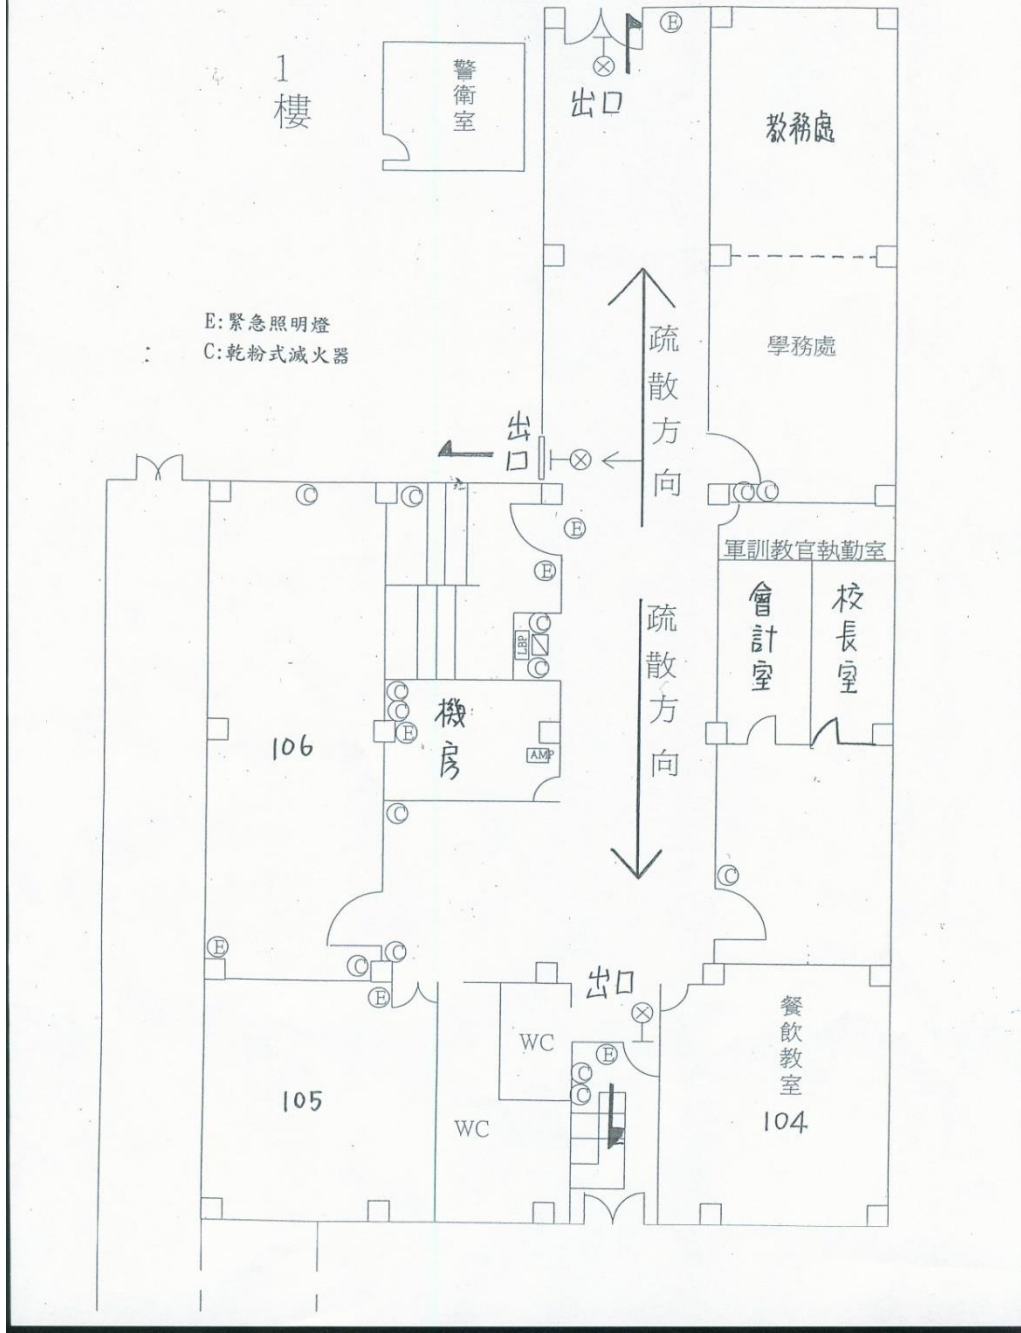 1
樓
警衛室
E
出口
教務處
E:緊急照明燈
C:乾粉式滅火器
疏散方向
學務處
出口
C
C
C
C
E
E
軍訓教官執勤室
會計室
校長室
疏散方向
C
LBP
C
C
C
E
機房
AMP
106
C
C
E
C
C
E
出口
WC
E
C
C
餐飲教室
104
105
WC